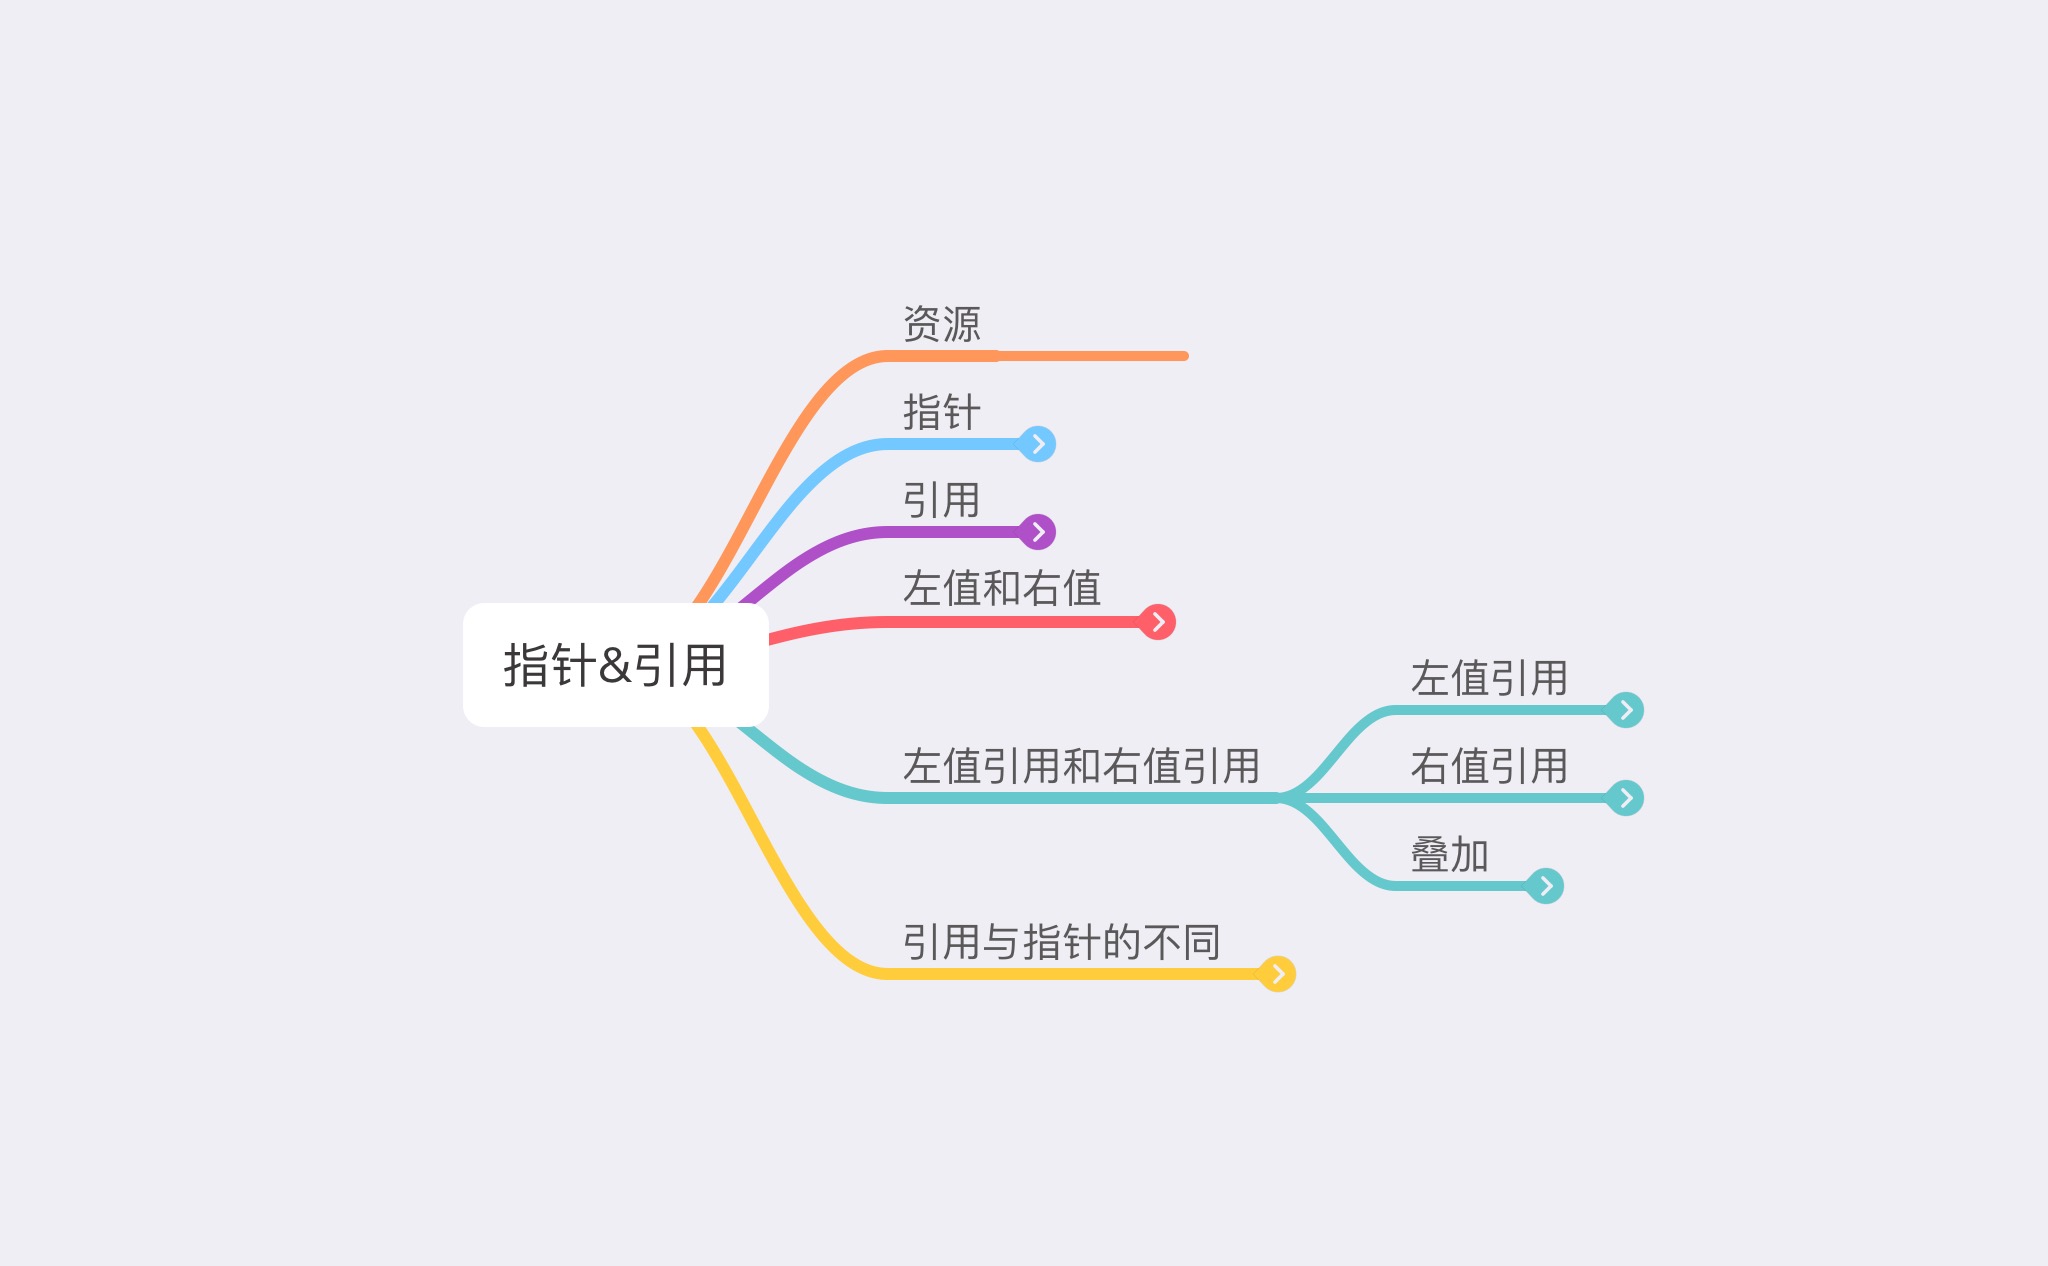 指针&引用
资源
指针
引用
左值和右值
左值引用和右值引用
左值引用
右值引用
叠加
引用与指针的不同